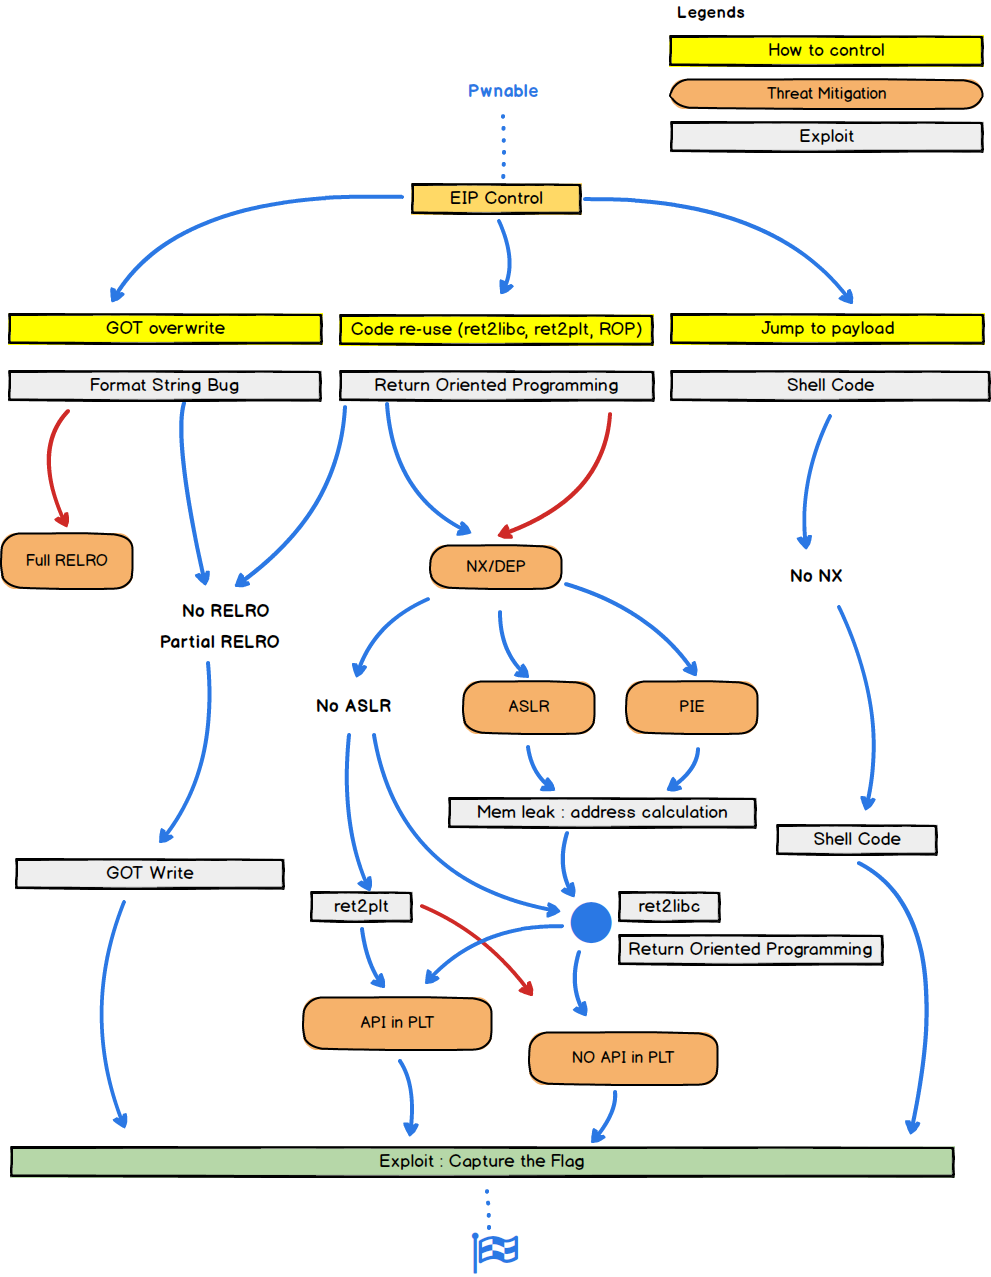 Legends
How to control
Threat Mitigation
Exploit
Pwnable
EIP Control
GOT overwrite
Code re-use (ret2libc, ret2plt, ROP)
Jump to payload
Format String Bug
Return Oriented Programming
Shell Code
Full RELRO
NX/DEP
No NX
No RELRO
Partial RELRO
No ASLR
ASLR
PIE
Mem leak : address calculation
Shell Code
GOT Write
ret2plt
ret2libc
Return Oriented Programming
API in PLT
NO API in PLT
Exploit : Capture the Flag